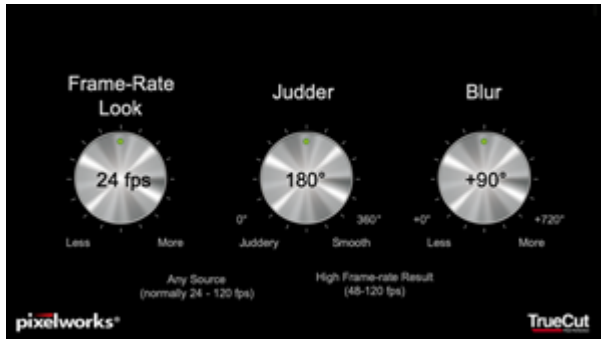 Frame-Rate
Look
Judder
Blur
24 fps
180°
+90°
0°
360°
+0°
+720°
Less
More
Juddery
Smooth
Less
More
Any Source
(normally 24 - 120 fps)
High Frame-rate Result
(48-120 fps)
pixelworks
TrueCut